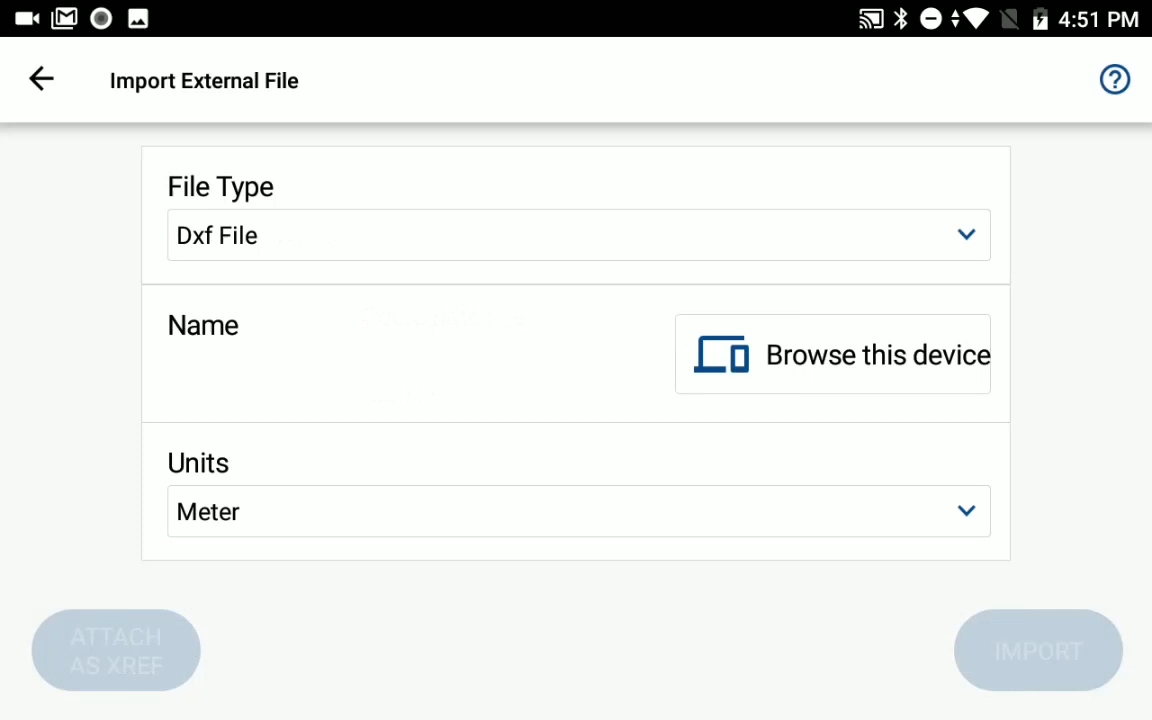 4:51 PM
Import External File
File Type
Dxf File
Name
Browse this device
Units
Meter
ATTACH
AS XREF
IMPORT